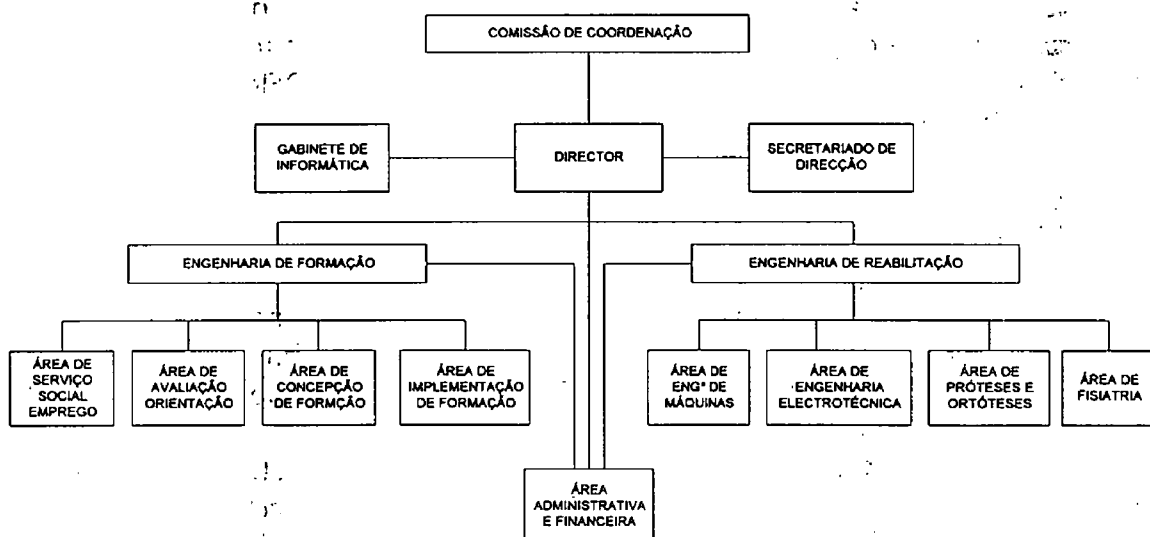 COMISSÃO DE COORDENAÇÃO
GABINETE DE
INFORMÁTICA
DIRECTOR
SECRETARIADO DE
DIRECÇÃO
ENGENHARIA DE FORMAÇÃO
ENGENHARIA DE REABILITAÇÃO
ÁREA DE
SERVIÇO
SOCIAL
EMPREGO
ÁREA DE
AVALIAÇÃO
ORIENTAÇÃO
ÁREA DE
CONCEPÇÃO
DE FORMÇÃO
ÁREA DE
IMPLEMENTAÇÃO
DE FORMAÇÃO
ÁREA DE
ENGª DE
MÁQUINAS
ÁREA DE
ENGENHARIA
ELECTROTÉCNICA
ÁREA DE
PRÓTESES E
ORTÓTESES
ÁREA DE
FISIATRIA
ÁREA
ADMINISTRATIVA
E FINANCEIRA